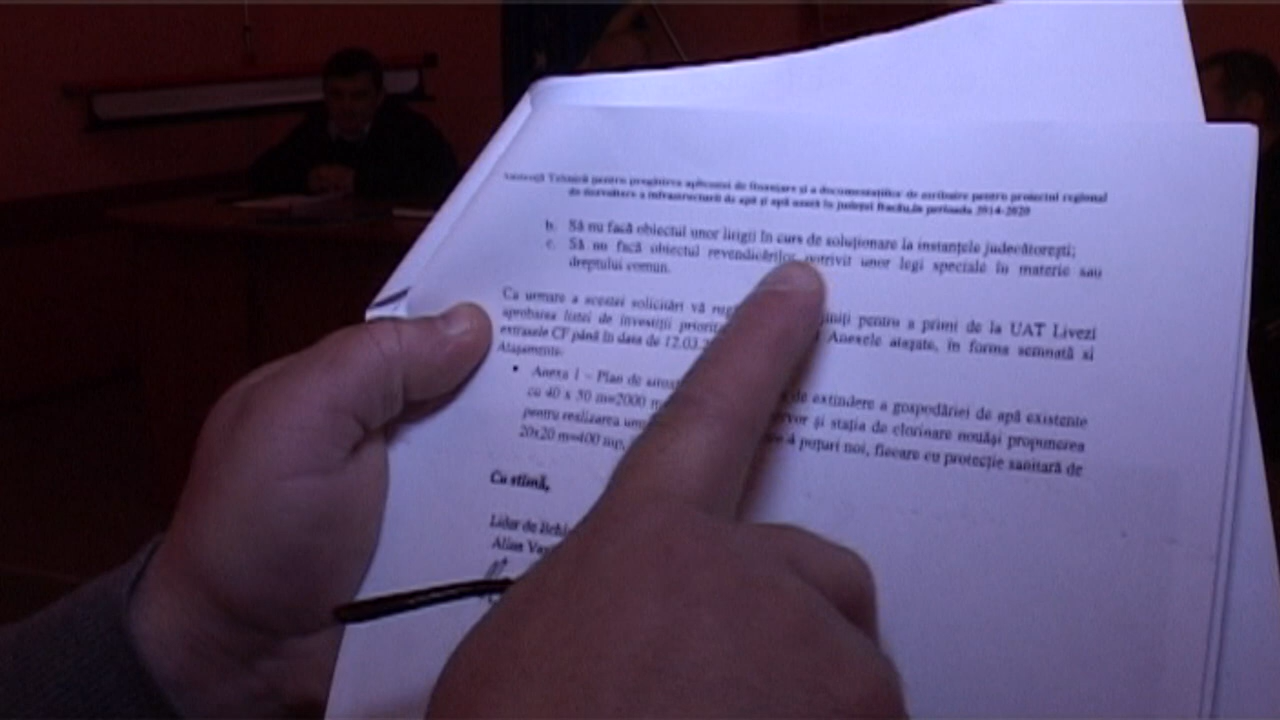 Tehnică pentru pregătirea aplicației de finanțare și a documentațiilor de atribuire pentru proiectul regional
de dezvoltare a infrastructurii de apă și apă uzată în județul Bacău,în perioada 2014-2020
b. Să nu facă obiectul unor litigii în curs de soluționare la instanțele judecătorești;
c. Să nu facă obiectul revendicărilor potrivit unor legi speciale în materie sau
dreptului comun.
Ca urmare a acestei solicitări vă pentru a primi de la UAT Livezi
aprobarea listei de investiții Anexele atașate, în forma semnată și
extrasele CF până în data de 12.03.
Atașamente:
• Anexa 1 – Plan de de extindere a gospodăriei de apă existente
cu 40 x 50 m=2000 și stația de clorinare nouăși propunerea
pentru realizarea 4 puțuri noi, fiecare cu protecție sanitară de
20x20 m=400 mp,
Cu stimă,
Lider de